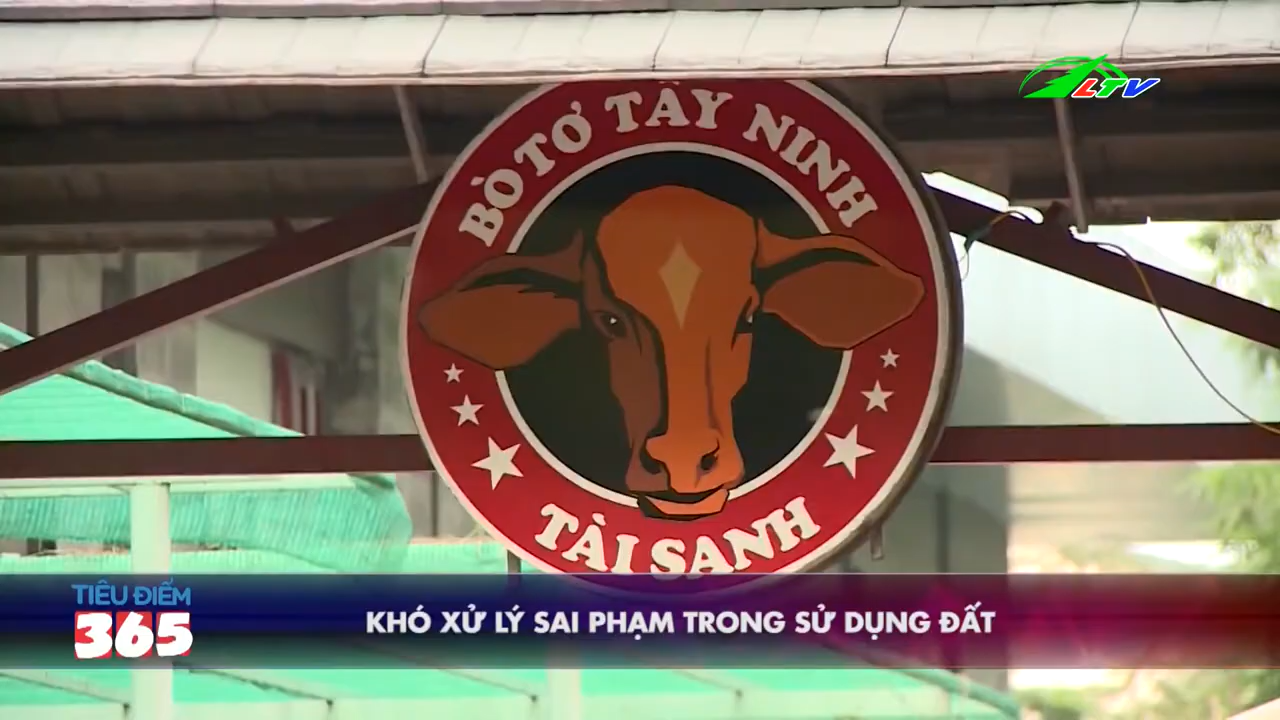 LTV
BÒ TƠ TÂY NINH
TÀI SANH
TIÊU ĐIỂM
365
KHÓ XỬ LÝ SAI PHẠM TRONG SỬ DỤNG ĐẤT